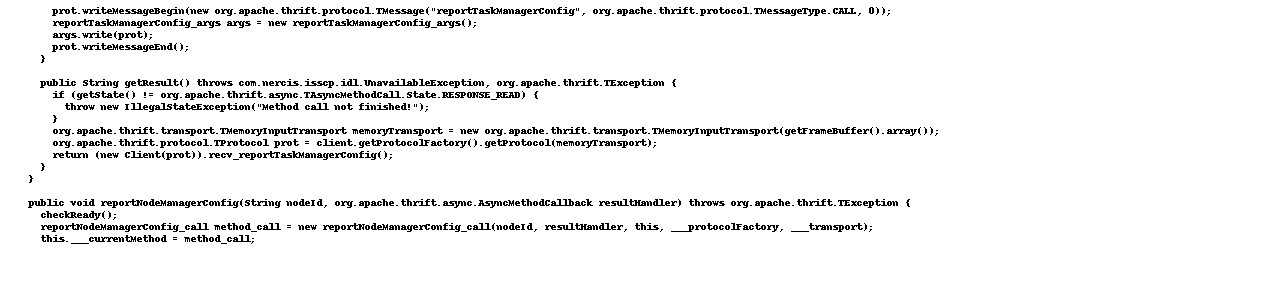 prot.writeMessageBegin(new org.apache.thrift.protocol.TMessage("reportTaskManagerConfig", org.apache.thrift.protocol.TMessageType.CALL, 0));
reportTaskManagerConfig_args args = new reportTaskManagerConfig_args();
args.write(prot);
prot.writeMessageEnd();
}
public String getResult() throws com.nercis.isscp.idl.UnavailableException, org.apache.thrift.TException {
if (getState() != org.apache.thrift.async.TAsyncMethodCall.State.RESPONSE_READ) {
throw new IllegalStateException("Method call not finished!");
}
org.apache.thrift.transport.TMemoryInputTransport memoryTransport = new org.apache.thrift.transport.TMemoryInputTransport(getFrameBuffer().array());
org.apache.thrift.protocol.TProtocol prot = client.getProtocolFactory().getProtocol(memoryTransport);
return (new Client(prot)).recv_reportTaskManagerConfig();
}
}
public void reportNodeManagerConfig(String nodeId, org.apache.thrift.async.AsyncMethodCallback resultHandler) throws org.apache.thrift.TException {
checkReady();
reportNodeManagerConfig_call method_call = new reportNodeManagerConfig_call(nodeId, resultHandler, this, ___protocolFactory, ___transport);
this.___currentMethod = method_call;